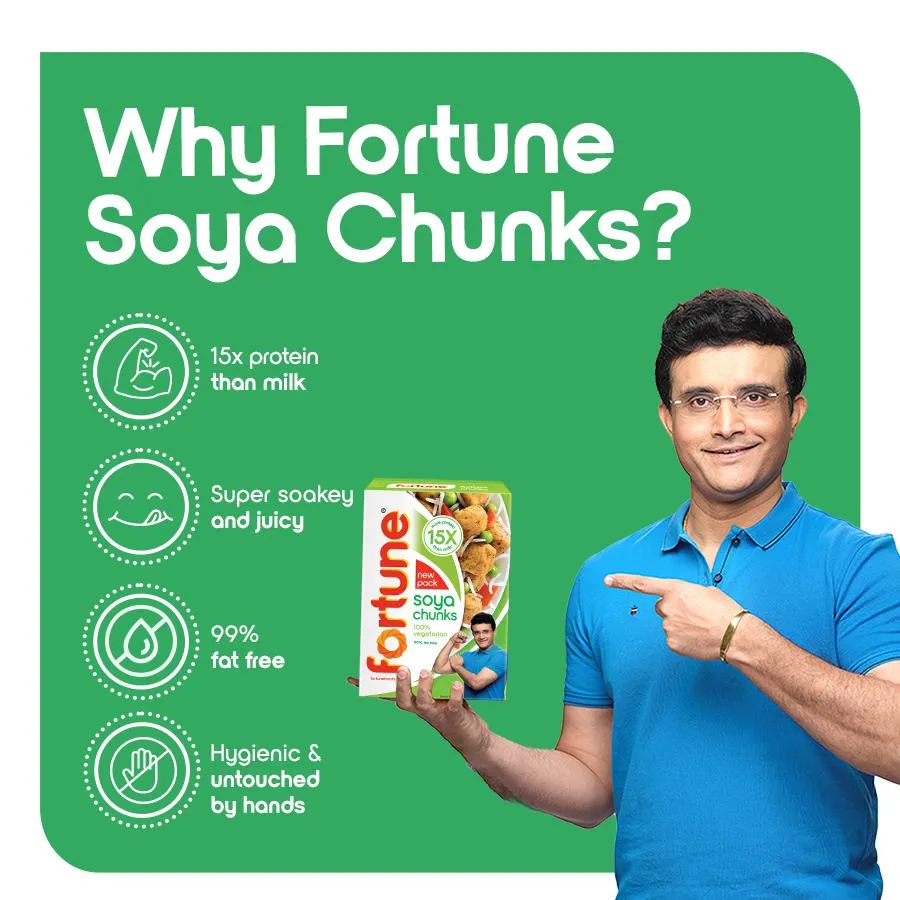 Why Fortune
Soya Chunks?
15x protein
than milk
Super soakey
and juicy
99%
fat free
Hygienic &
untouched
by hands
fortune
fortune
15X
new
pack
soya
chunks
100%
vegetarian